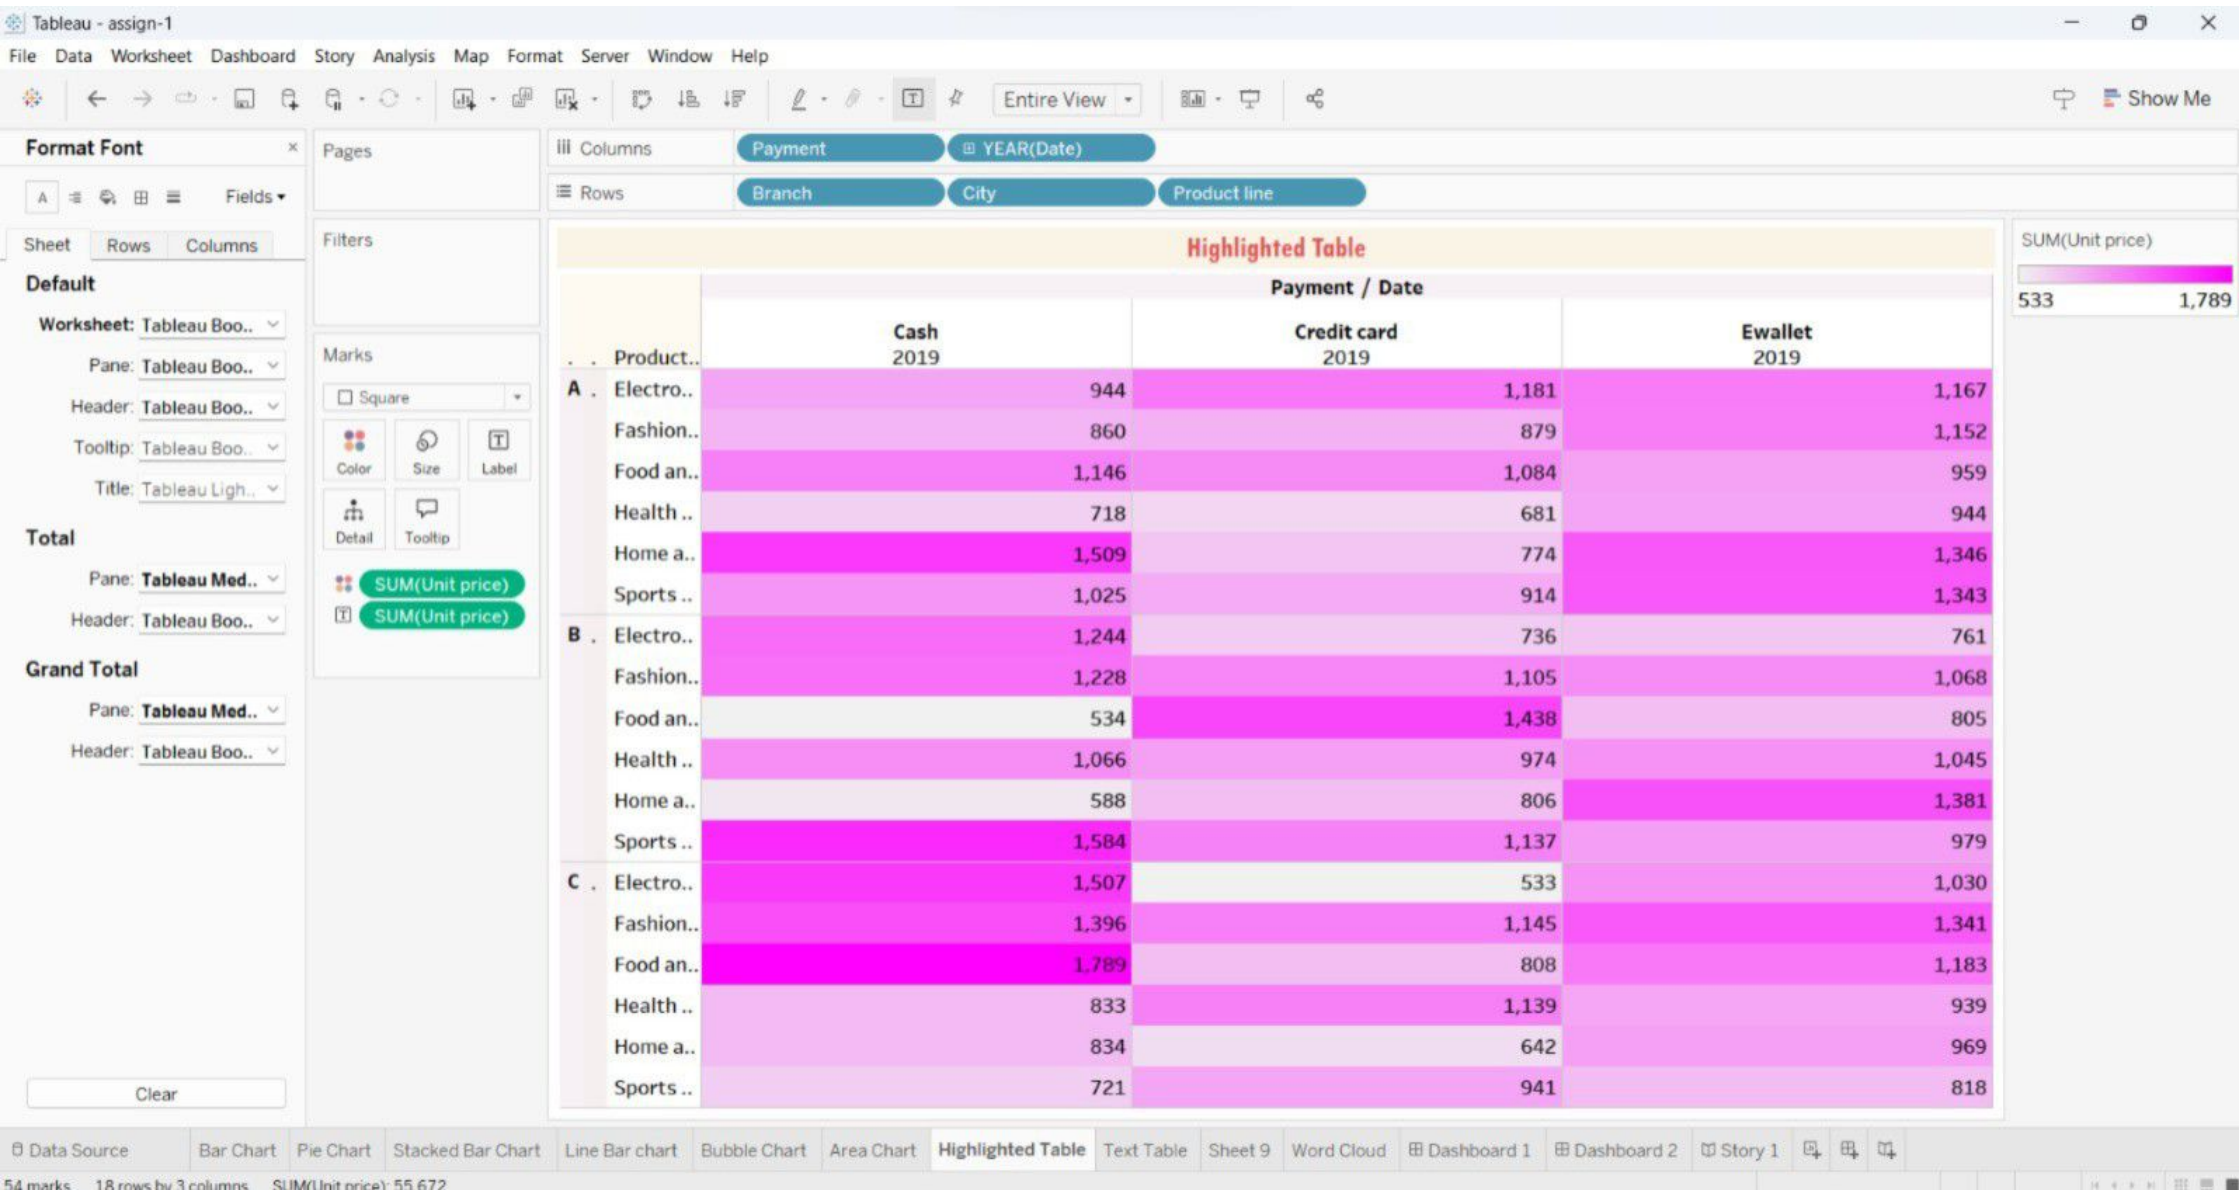 Tableau - assign-1
File Data Worksheet Dashboard Story Analysis Map Format Server Window Help
Entire View
Show Me
Format Font
Fields
Sheet Rows Columns
Default
Worksheet: Tableau Boo..
Pane: Tableau Boo..
Header: Tableau Boo..
Tooltip: Tableau Boo..
Title: Tableau Ligh..
Total
Pane: Tableau Med..
Header: Tableau Boo..
Grand Total
Pane: Tableau Med..
Header: Tableau Boo..
Clear
Pages
Filters
Marks
Square
Color Size Label
Detail Tooltip
SUM(Unit price)
SUM(Unit price)
Columns Payment YEAR(Date)
Rows Branch City Product line
Highlighted Table
Payment / Date
Cash Credit card Ewallet
. . Product.. 2019 2019 2019
A . Electro.. 944 1,181 1,167
Fashion.. 860 879 1,152
Food an.. 1,146 1,084 959
Health .. 718 681 944
Home a.. 1,509 774 1,346
Sports .. 1,025 914 1,343
B . Electro.. 1,244 736 761
Fashion.. 1,228 1,105 1,068
Food an.. 534 1,438 805
Health .. 1,066 974 1,045
Home a.. 588 806 1,381
Sports .. 1,584 1,137 979
C . Electro.. 1,507 533 1,030
Fashion.. 1,396 1,145 1,341
Food an.. 1,789 808 1,183
Health .. 833 1,139 939
Home a.. 834 642 969
Sports .. 721 941 818
SUM(Unit price)
533 1,789
Data Source Bar Chart Pie Chart Stacked Bar Chart Line Bar chart Bubble Chart Area Chart Highlighted Table Text Table Sheet 9 Word Cloud Dashboard 1 Dashboard 2 Story 1
54 marks 18 rows by 3 columns SUM(Unit price): 55,672